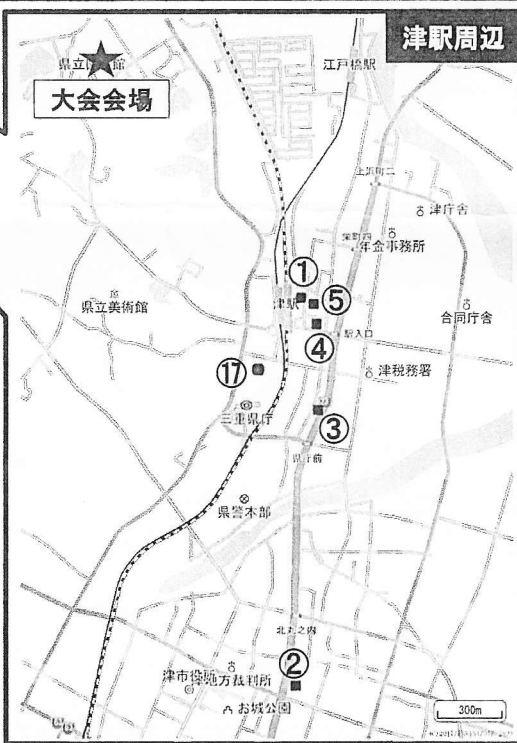 津駅周辺
県立
館
江戸橋駅
大会会場
上浜町二
津庁舎
栄町四
年金事務所
①
津駅
⑤
県立美術館
合同庁舎
④
駅入口
⑰
津税務署
三重県庁
③
県庁前
県警本部
北丸之内
②
津市役所
地方裁判所
お城公園
300m